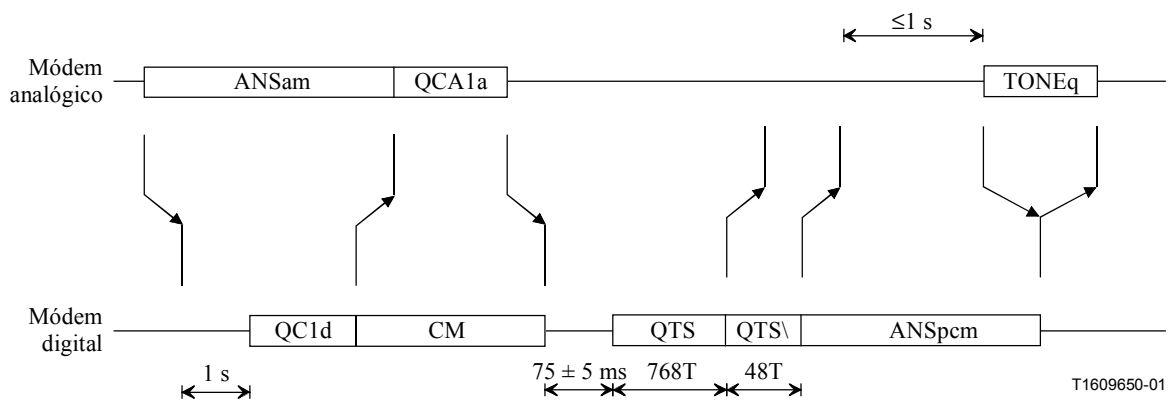 ≤1 s
Módem
analógico
ANSam
QCA1a
TONEq
Módem
digital
QC1d
CM
QTS
QTS\
ANSpcm
1 s
75 ± 5 ms
768T
48T
T1609650-01